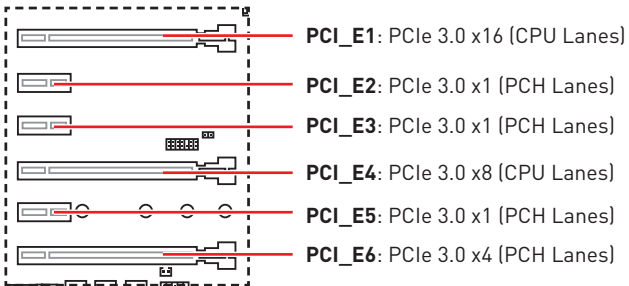 PCI_E1: PCIe 3.0 x16 (CPU Lanes)
PCI_E2: PCIe 3.0 x1 (PCH Lanes)
PCI_E3: PCIe 3.0 x1 (PCH Lanes)
PCI_E4: PCIe 3.0 x8 (CPU Lanes)
PCI_E5: PCIe 3.0 x1 (PCH Lanes)
PCI_E6: PCIe 3.0 x4 (PCH Lanes)